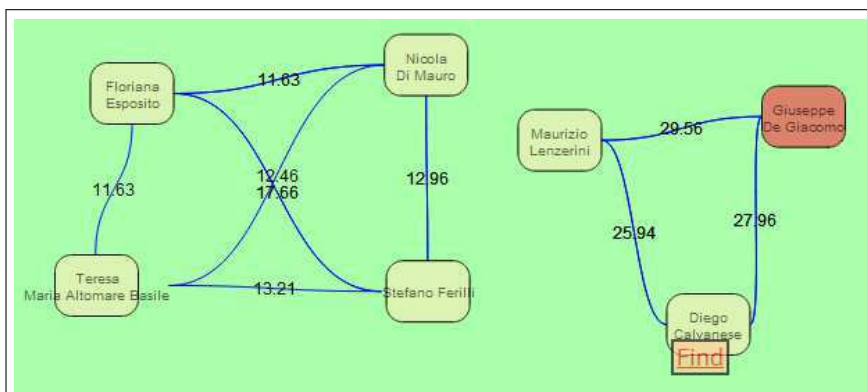 Floriana
Esposito
11.63
Nicola
Di Mauro
11.63
12.46
17.66
12.96
Teresa
Maria Altomare Basile
13.21
Stefano Ferilli
Maurizio
Lenzerini
29.56
Giuseppe
De Giacomo
25.94
27.96
Diego
Calvanese
Find